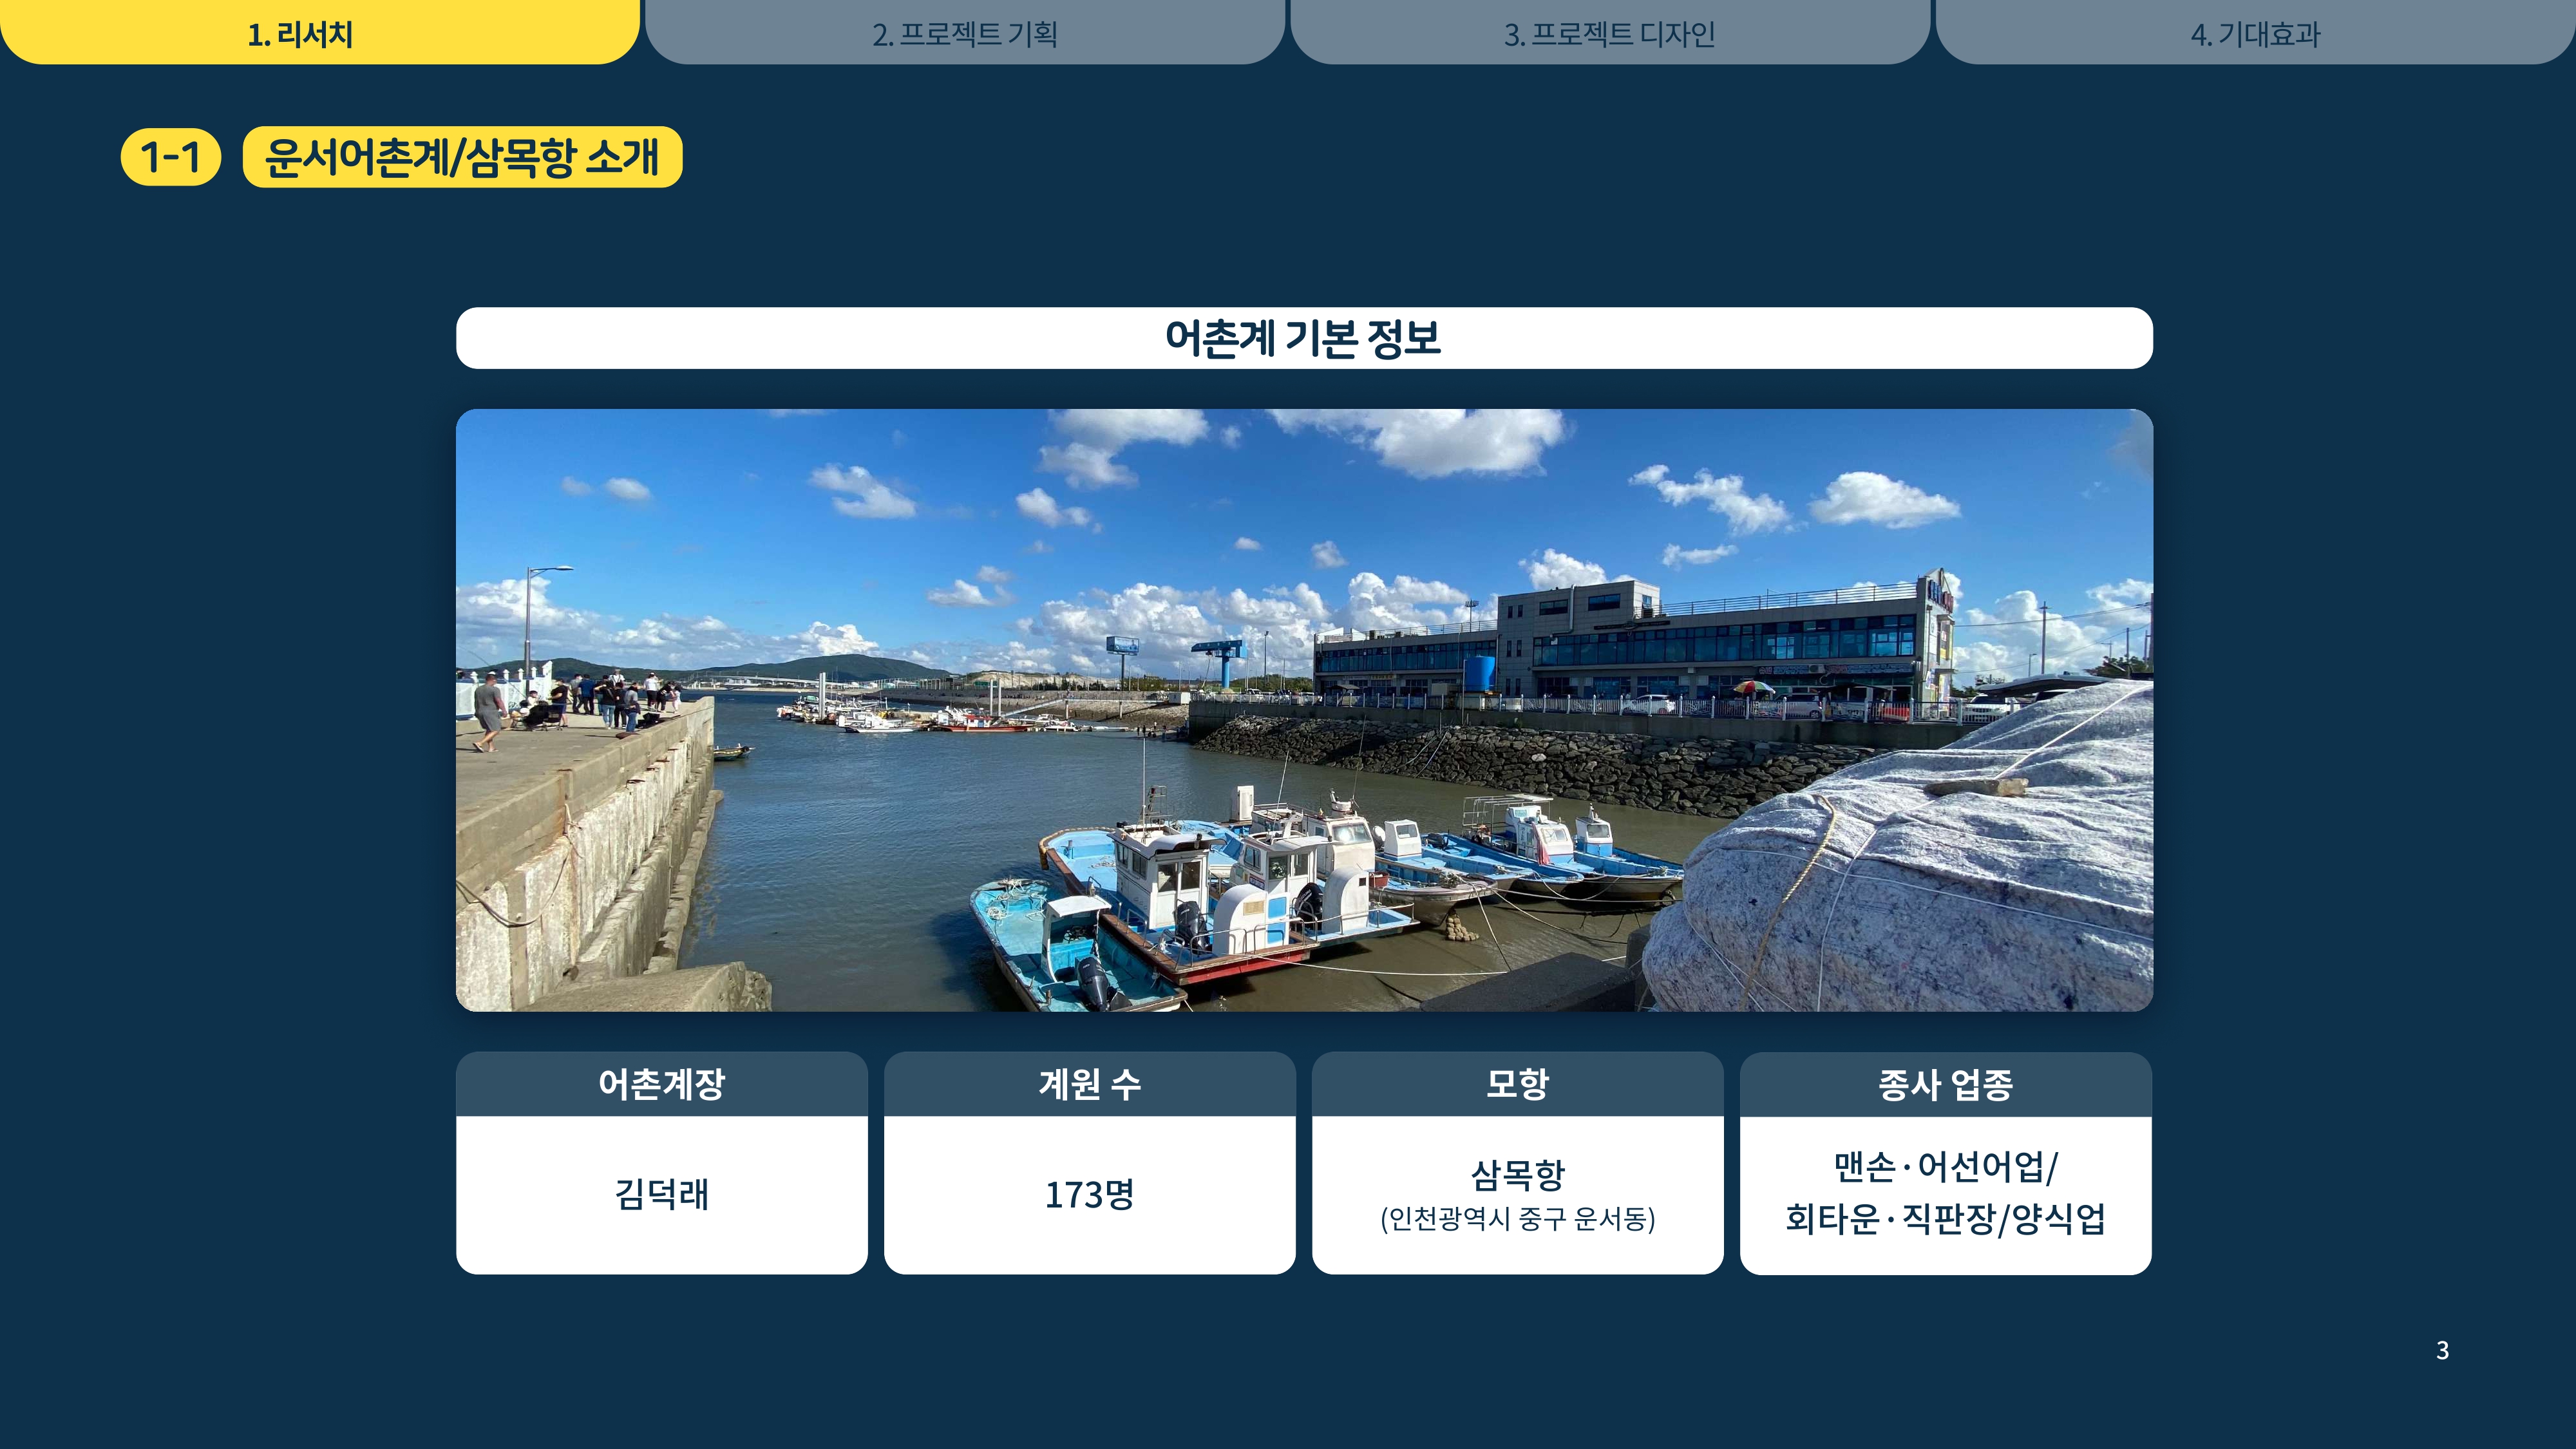 1. 리서치
2. 프로젝트 기획
3. 프로젝트 디자인
4. 기대효과
1-1 운서어촌계/삼목항 소개
어촌계 기본 정보
어촌계장
김덕래
계원 수
173명
모항
삼목항
(인천광역시 중구 운서동)
종사 업종
맨손·어선어업/
회타운·직판장/양식업
3